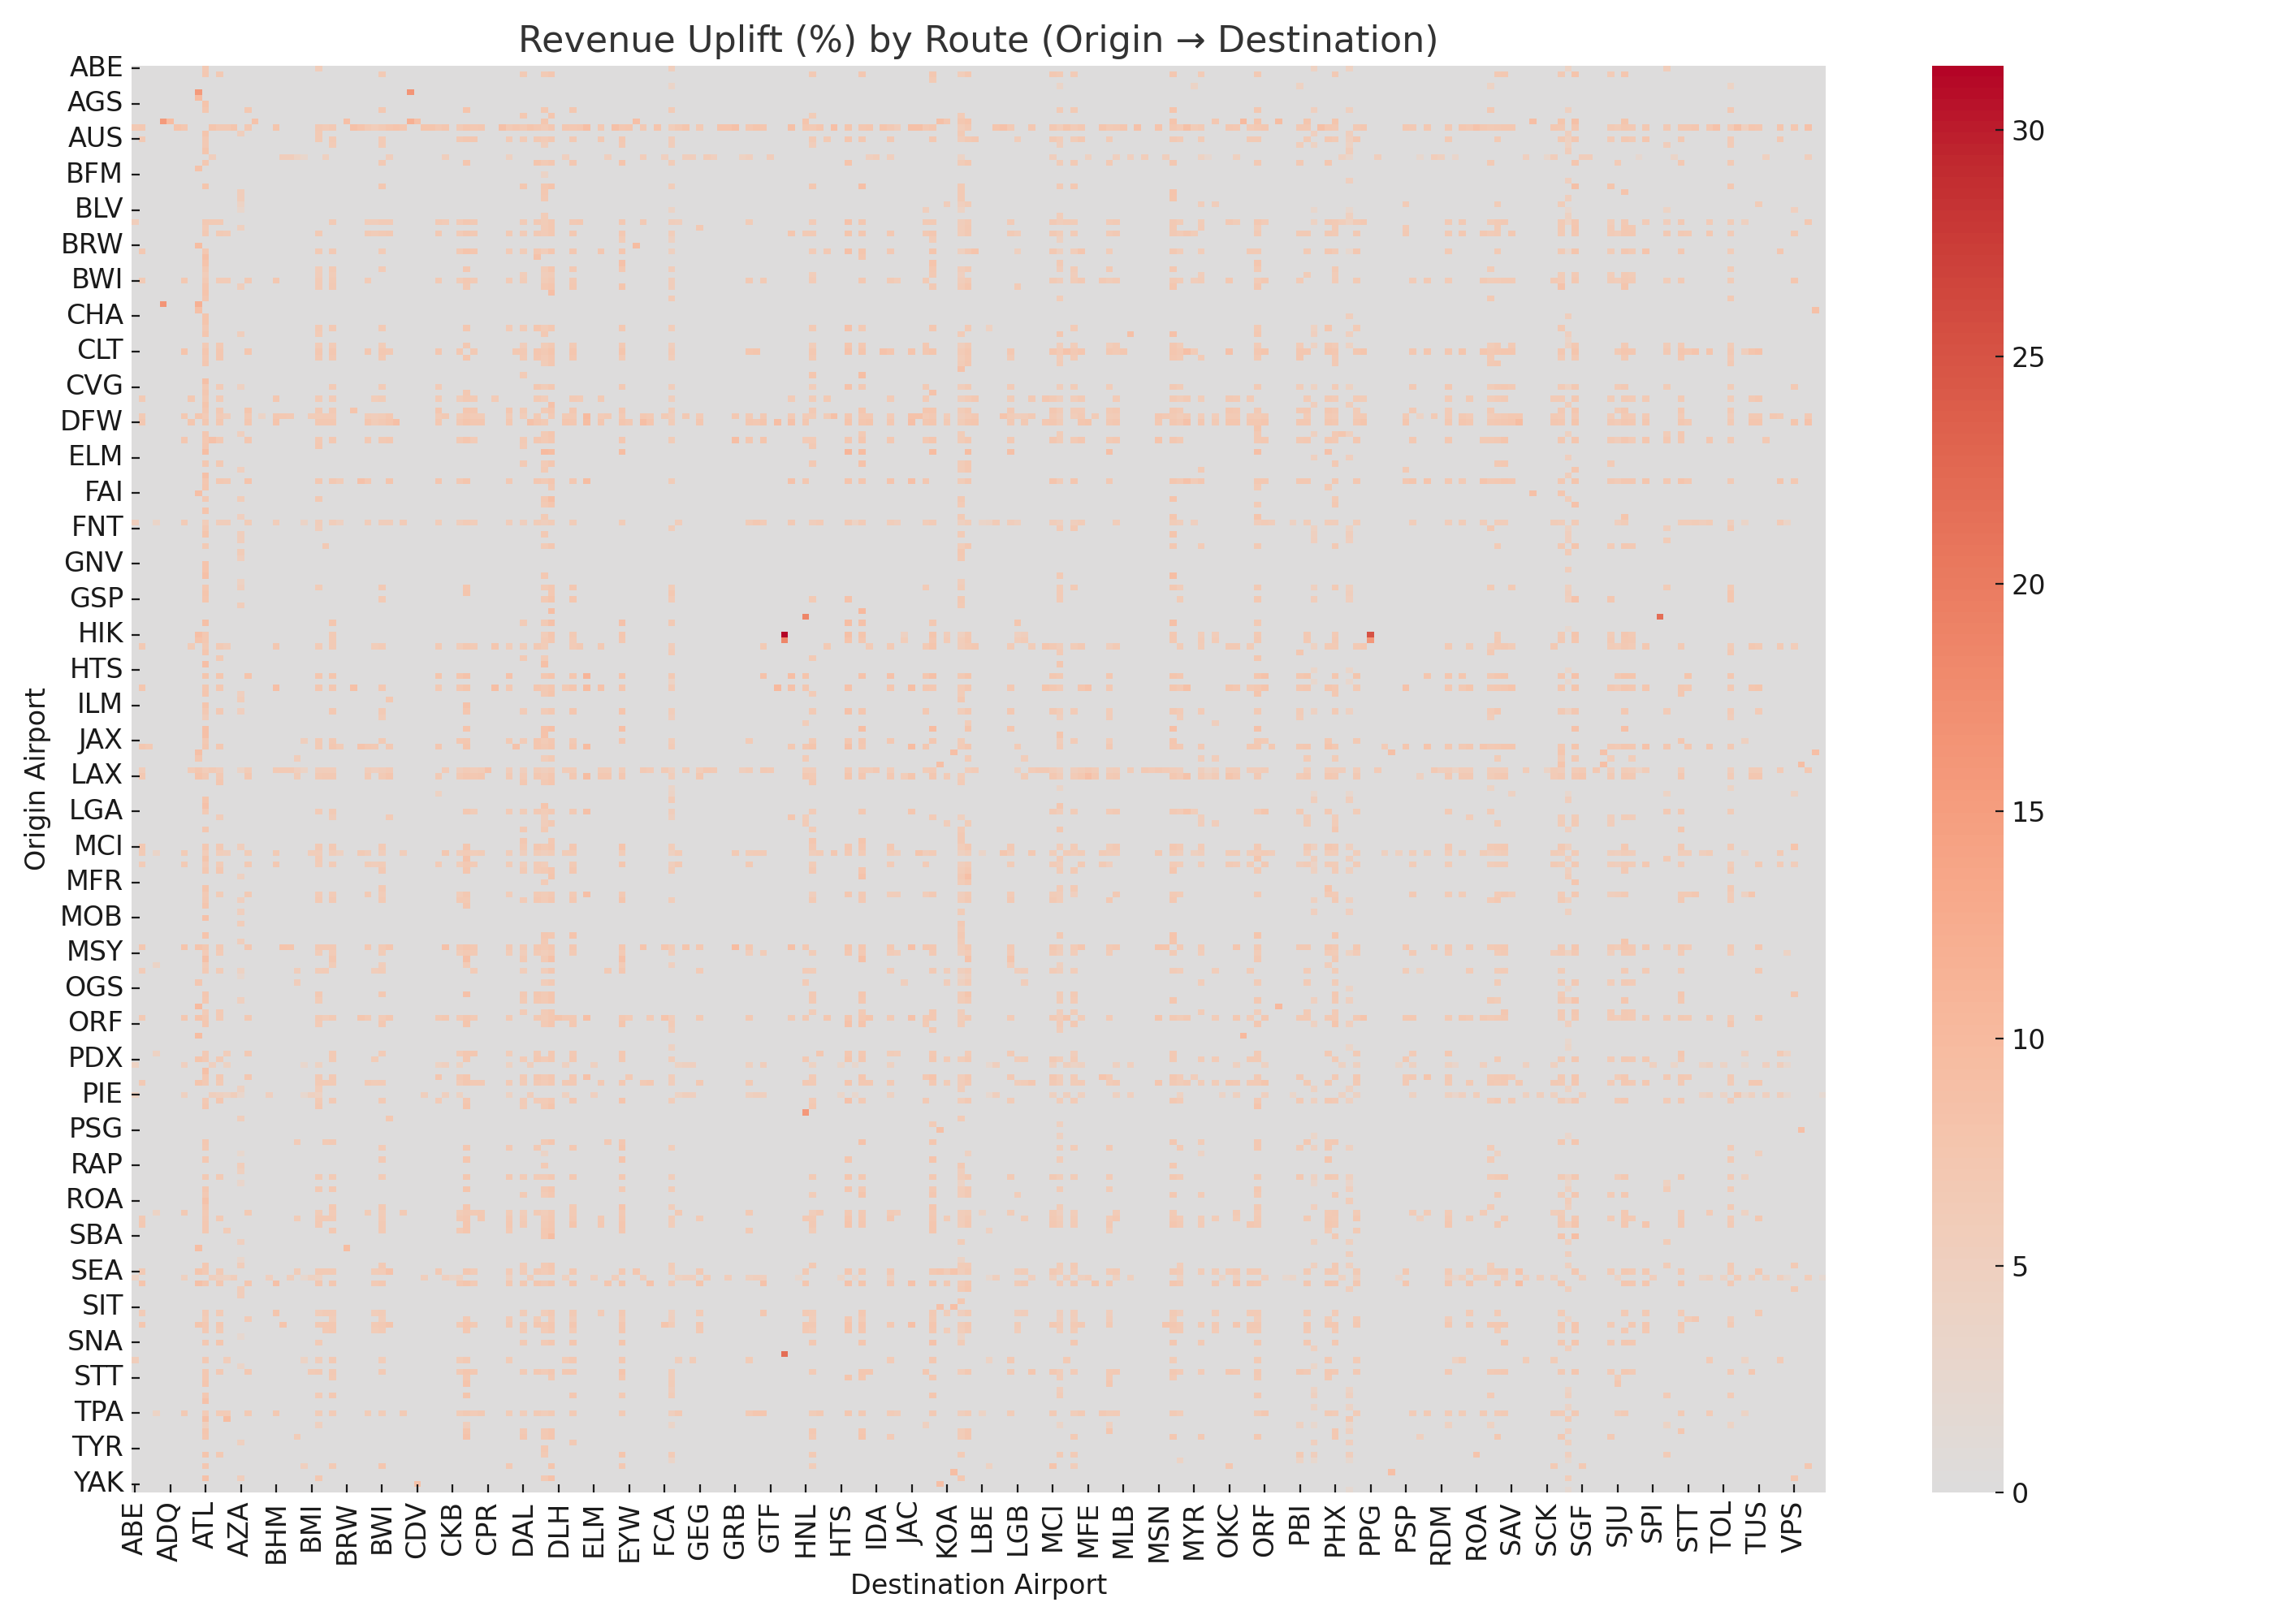 Revenue Uplift (%) by Route (Origin → Destination)
ABE
AGS
AUS
BFM
BLV
BRW
BWI
CHA
CLT
CVG
DFW
ELM
FAI
FNT
GNV
GSP
HIK
HTS
ILM
JAX
LAX
LGA
MCI
MFR
MOB
MSY
OGS
ORF
PDX
PIE
PSG
RAP
ROA
SBA
SEA
SIT
SNA
STT
TPA
TYR
YAK
Origin Airport
ABE
ADQ
ATL
AZA
BHM
BMI
BRW
BWI
CDV
CKB
CPR
DAL
DLH
ELM
EYW
FCA
GEG
GRB
GTF
HNL
HTS
IDA
JAC
KOA
LBE
LGB
MCI
MFE
MLB
MSN
MYR
OKC
ORF
PBI
PHX
PPG
PSP
RDM
ROA
SAV
SCK
SGF
SJU
SPI
STT
TOL
TUS
VPS
Destination Airport
30
25
20
15
10
5
0